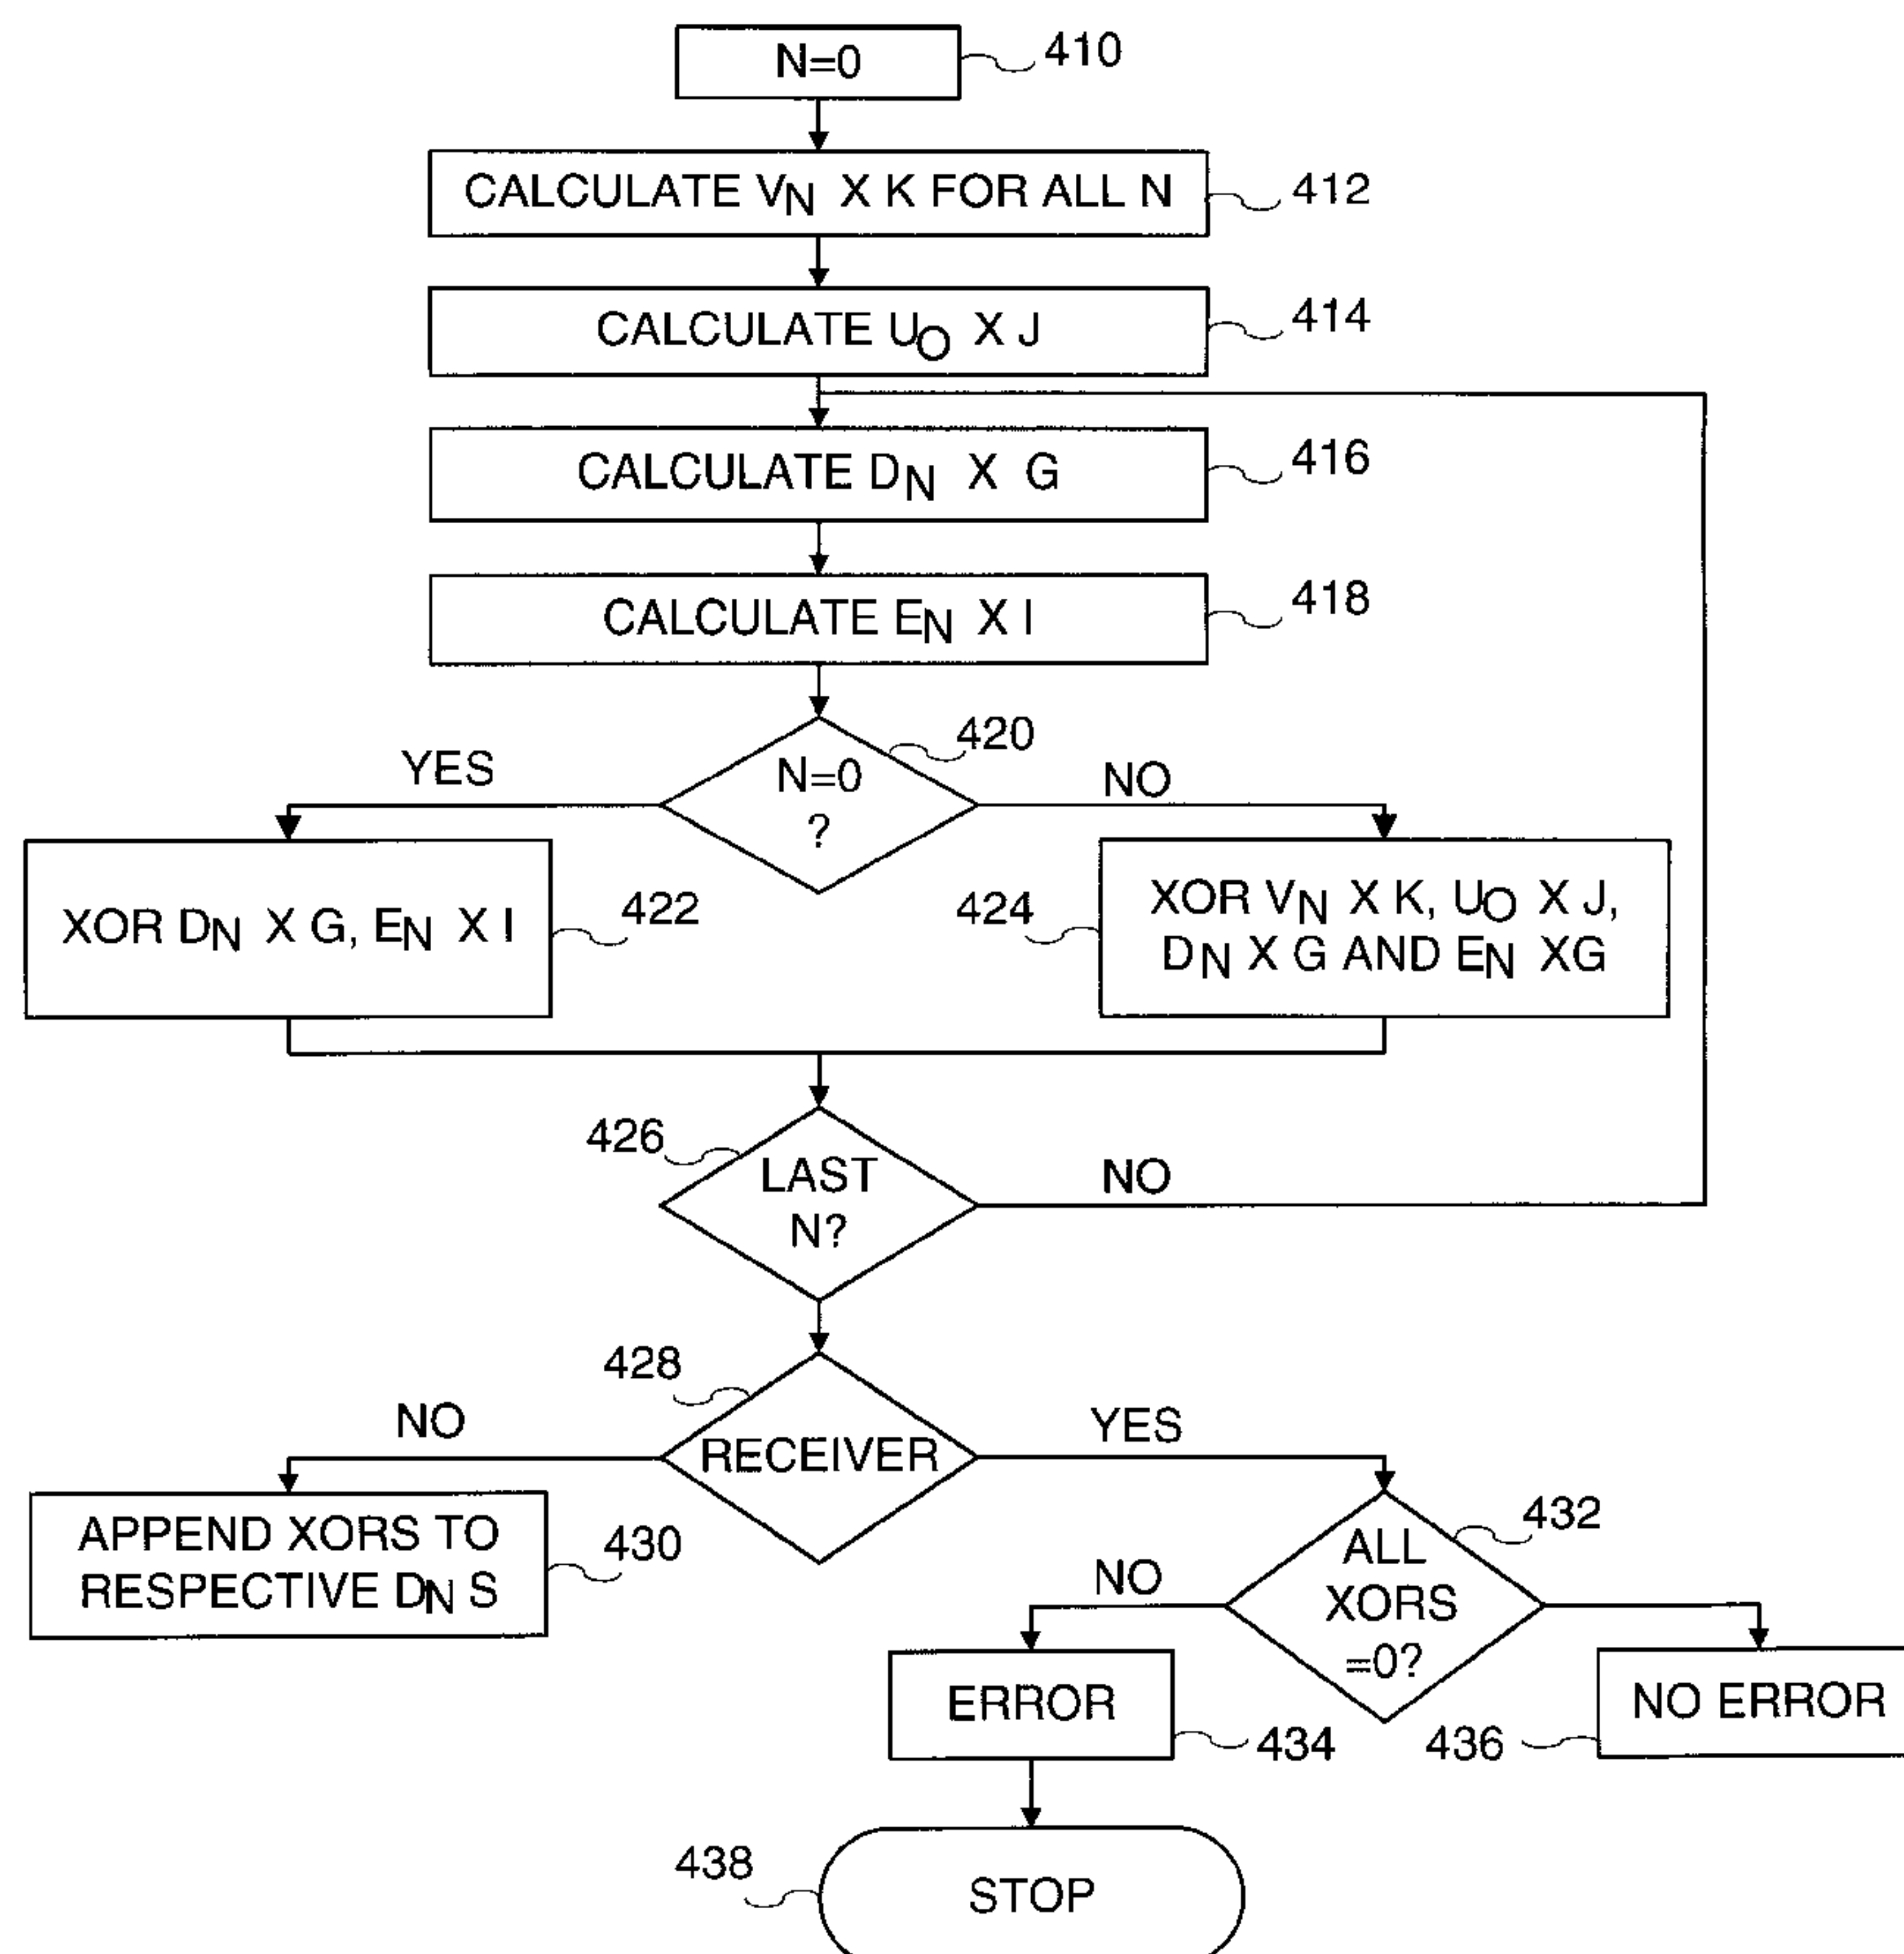 N=0
410
CALCULATE VN X K FOR ALL N
412
CALCULATE UO X J
414
CALCULATE DN X G
416
CALCULATE EN X I
418
420
N=0
?
YES
NO
XOR DN X G, EN X I
422
424
XOR VN X K, UO X J,
DN X G AND EN XG
426
LAST
N?
NO
428
RECEIVER
NO
YES
APPEND XORS TO
RESPECTIVE DN S
430
432
ALL
XORS
=0?
NO
ERROR
434
436
NO ERROR
438
STOP